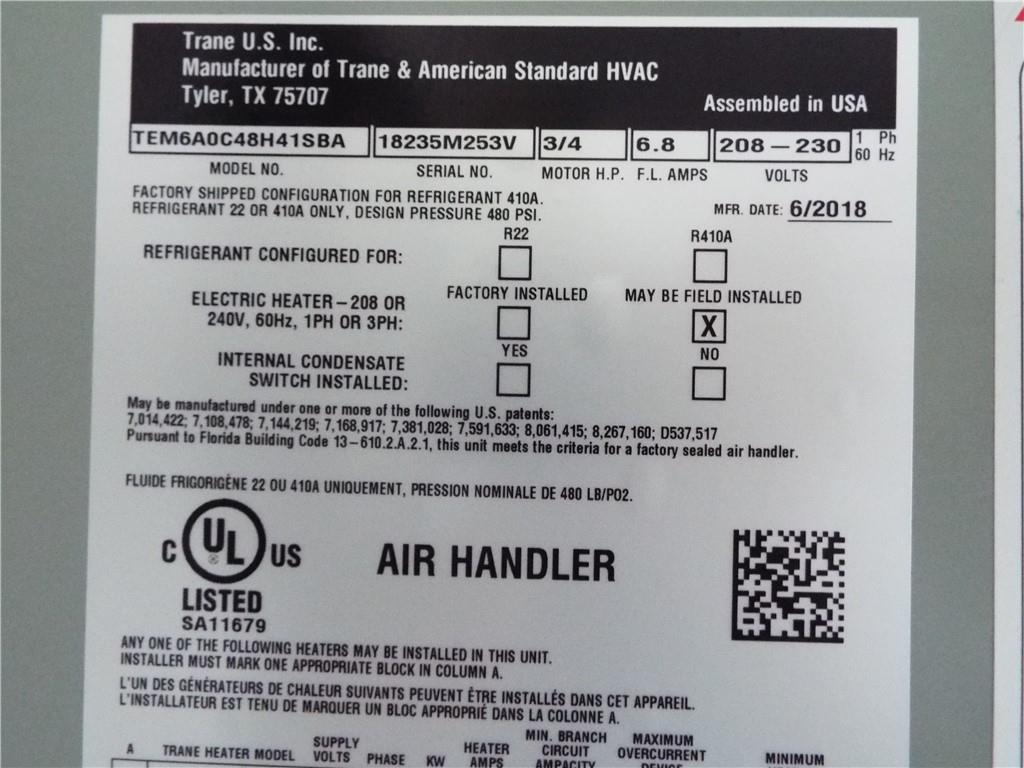 Trane U.S. Inc.
Manufacturer of Trane & American Standard HVAC
Tyler, TX 75707
Assembled in USA
TEM6A0C48H41SBA 18235M253V 3/4 6.8 208 – 230 1 Ph
60 Hz
MODEL NO. SERIAL NO. MOTOR H.P. F.L. AMPS VOLTS
FACTORY SHIPPED CONFIGURATION FOR REFRIGERANT 410A.
REFRIGERANT 22 OR 410A ONLY, DESIGN PRESSURE 480 PSI.
MFR. DATE: 6/2018
R22 R410A
REFRIGERANT CONFIGURED FOR:
FACTORY INSTALLED MAY BE FIELD INSTALLED
ELECTRIC HEATER – 208 OR
240V, 60Hz, 1PH OR 3PH: X
YES NO
INTERNAL CONDENSATE
SWITCH INSTALLED:
May be manufactured under one or more of the following U.S. patents:
7,014,422; 7,108,478; 7,144,219; 7,168,917; 7,381,028; 7,591,633; 8,061,415; 8,267,160; D537,517
Pursuant to Florida Building Code 13–610.2.A.2.1, this unit meets the criteria for a factory sealed air handler.
FLUIDE FRIGORIGÈNE 22 OU 410A UNIQUEMENT, PRESSION NOMINALE DE 480 LB/PO2.
C UL US
LISTED
SA11679
AIR HANDLER
ANY ONE OF THE FOLLOWING HEATERS MAY BE INSTALLED IN THIS UNIT.
INSTALLER MUST MARK ONE APPROPRIATE BLOCK IN COLUMN A.
L'UN DES GÉNÉRATEURS DE CHALEUR SUIVANTS PEUVENT ÊTRE INSTALLÉS DANS CET APPAREIL.
L'INSTALLATEUR EST TENU DE MARQUER UN BLOC APPROPRIÉ DANS LA COLONNE A.
A TRANE HEATER MODEL SUPPLY VOLTS PHASE KW HEATER AMPS MIN. BRANCH CIRCUIT AMPACITY MAXIMUM OVERCURRENT DEVICE MINIMUM